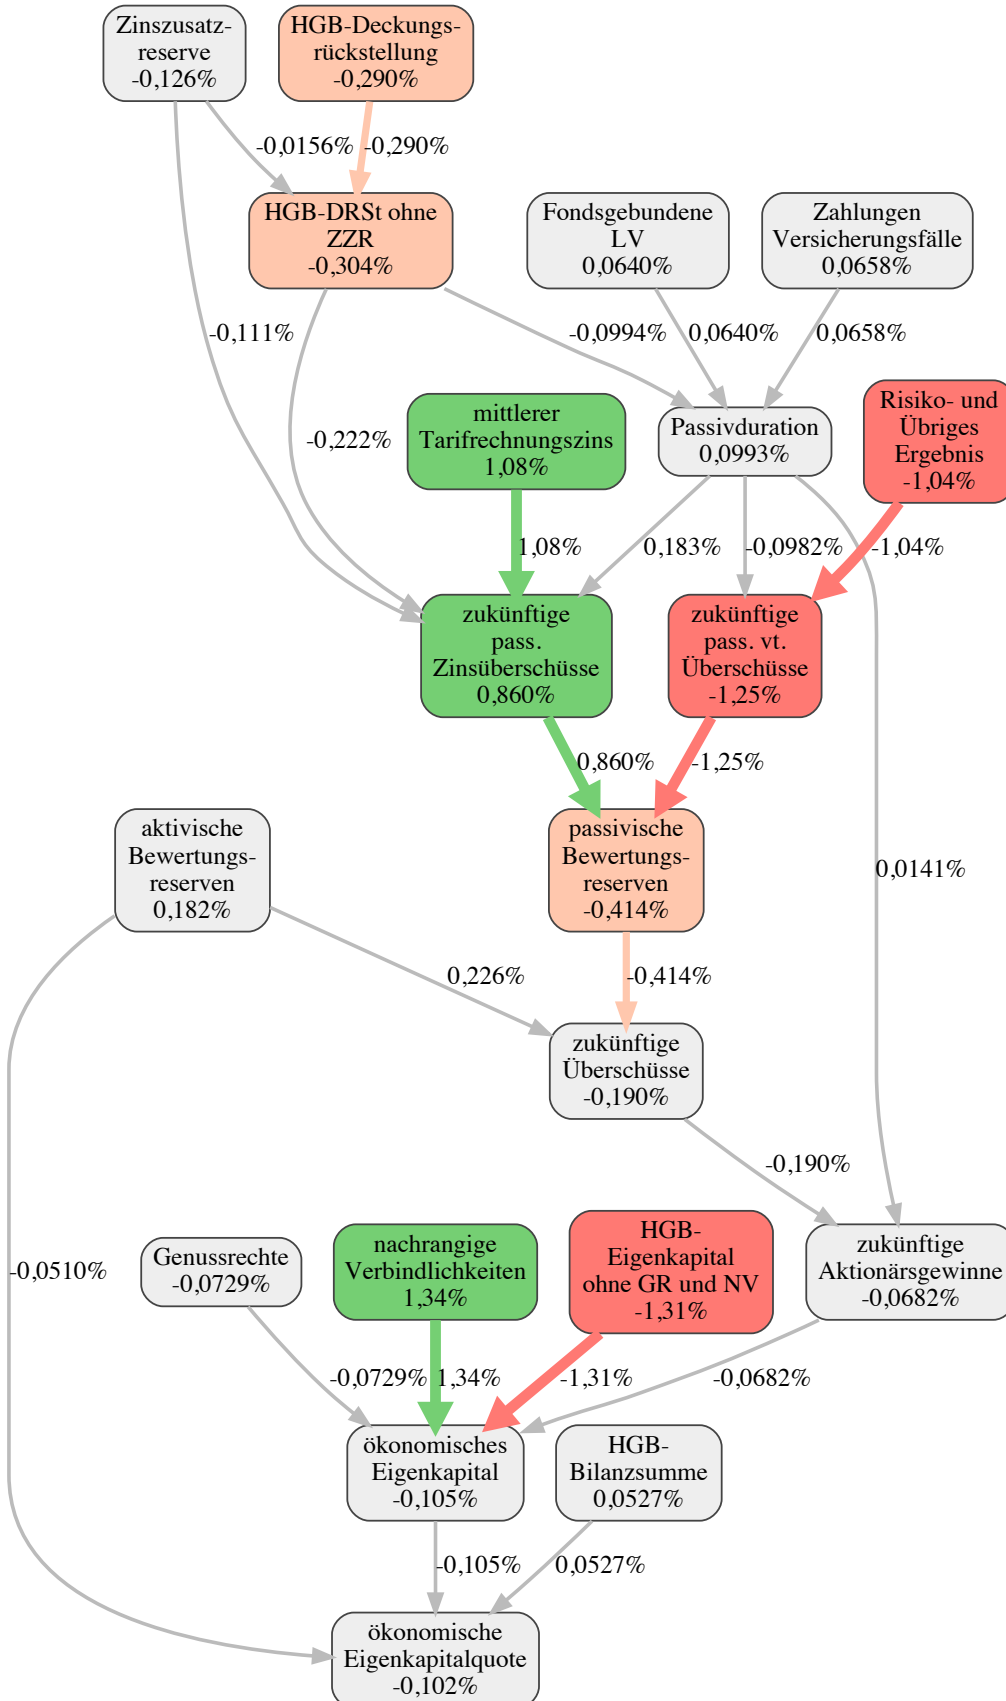 Zinszusatz-
reserve
-0,126%
HGB-Deckungs-
rückstellung
-0,290%
-0,0156%
-0,290%
HGB-DRSt ohne
ZZR
-0,304%
Fondsgebundene
LV
0,0640%
Zahlungen
Versicherungsfälle
0,0658%
-0,111%
-0,0994%
0,0640%
0,0658%
mittlerer
Tarifrechnungszins
1,08%
Passivduration
0,0993%
Risiko- und
Übriges
Ergebnis
-1,04%
-0,222%
1,08%
0,183%
-0,0982%
-1,04%
zukünftige
pass.
Zinsüberschüsse
0,860%
zukünftige
pass. vt.
Überschüsse
-1,25%
0,860%
-1,25%
aktivische
Bewertungs-
reserven
0,182%
passivische
Bewertungs-
reserven
-0,414%
0,0141%
0,226%
-0,414%
zukünftige
Überschüsse
-0,190%
-0,190%
-0,0510%
Genussrechte
-0,0729%
nachrangige
Verbindlichkeiten
1,34%
HGB-
Eigenkapital
ohne GR und NV
-1,31%
zukünftige
Aktionärsgewinne
-0,0682%
-0,0729%
1,34%
-1,31%
-0,0682%
ökonomisches
Eigenkapital
-0,105%
HGB-
Bilanzsumme
0,0527%
-0,105%
0,0527%
ökonomische
Eigenkapitalquote
-0,102%